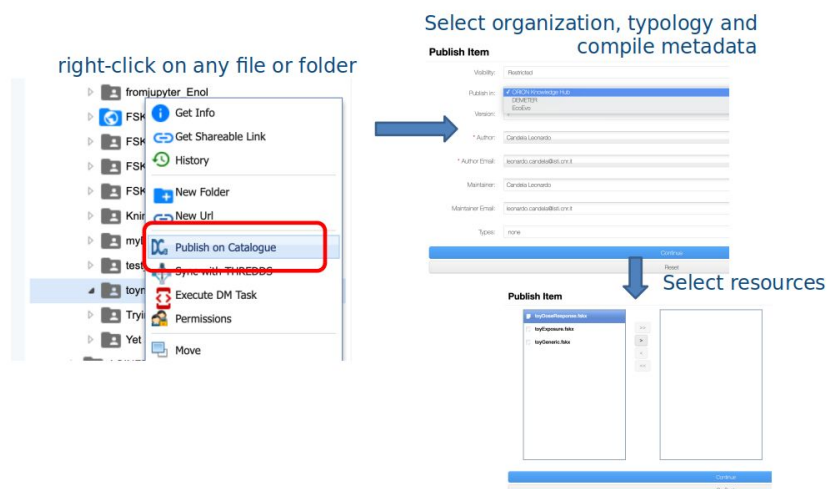 right-click on any file or folder
fromjupyter_Enol
FSK
FSK
FSK
FSK
Knir
myl
test
toyr
Tryi
Yet
Get Info
Get Shareable Link
History
New Folder
New Url
Publish on Catalogue
Sync with THREDDS
Execute DM Task
Permissions
Move
Select organization, typology and
compile metadata
Publish Item
Visibility: Restricted
Publish in: ✓ ORION Knowledge Hub
DEMETER
EcoEvo
Version:
* Author: Candela Leonardo
* Author Email: leonardo.candela@isti.cnr.it
Maintainer: Candela Leonardo
Maintainer Email: leonardo.candela@isti.cnr.it
Types: none
Continue
Reset
Select resources
Publish Item
toyDoseResponse.fskx
toyExposure.fskx
toyGeneric.fskx
Continue